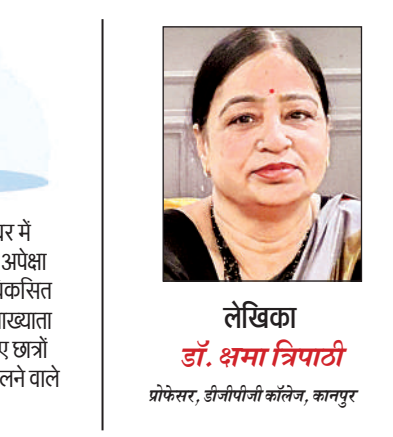 र में
अपेक्षा
कसित
ाख्याता
ए छात्रों
लने वाले
लेखिका
डॉ. क्षमा त्रिपाठी
प्रोफेसर, डीजीपीजी कॉलेज, कानपुर